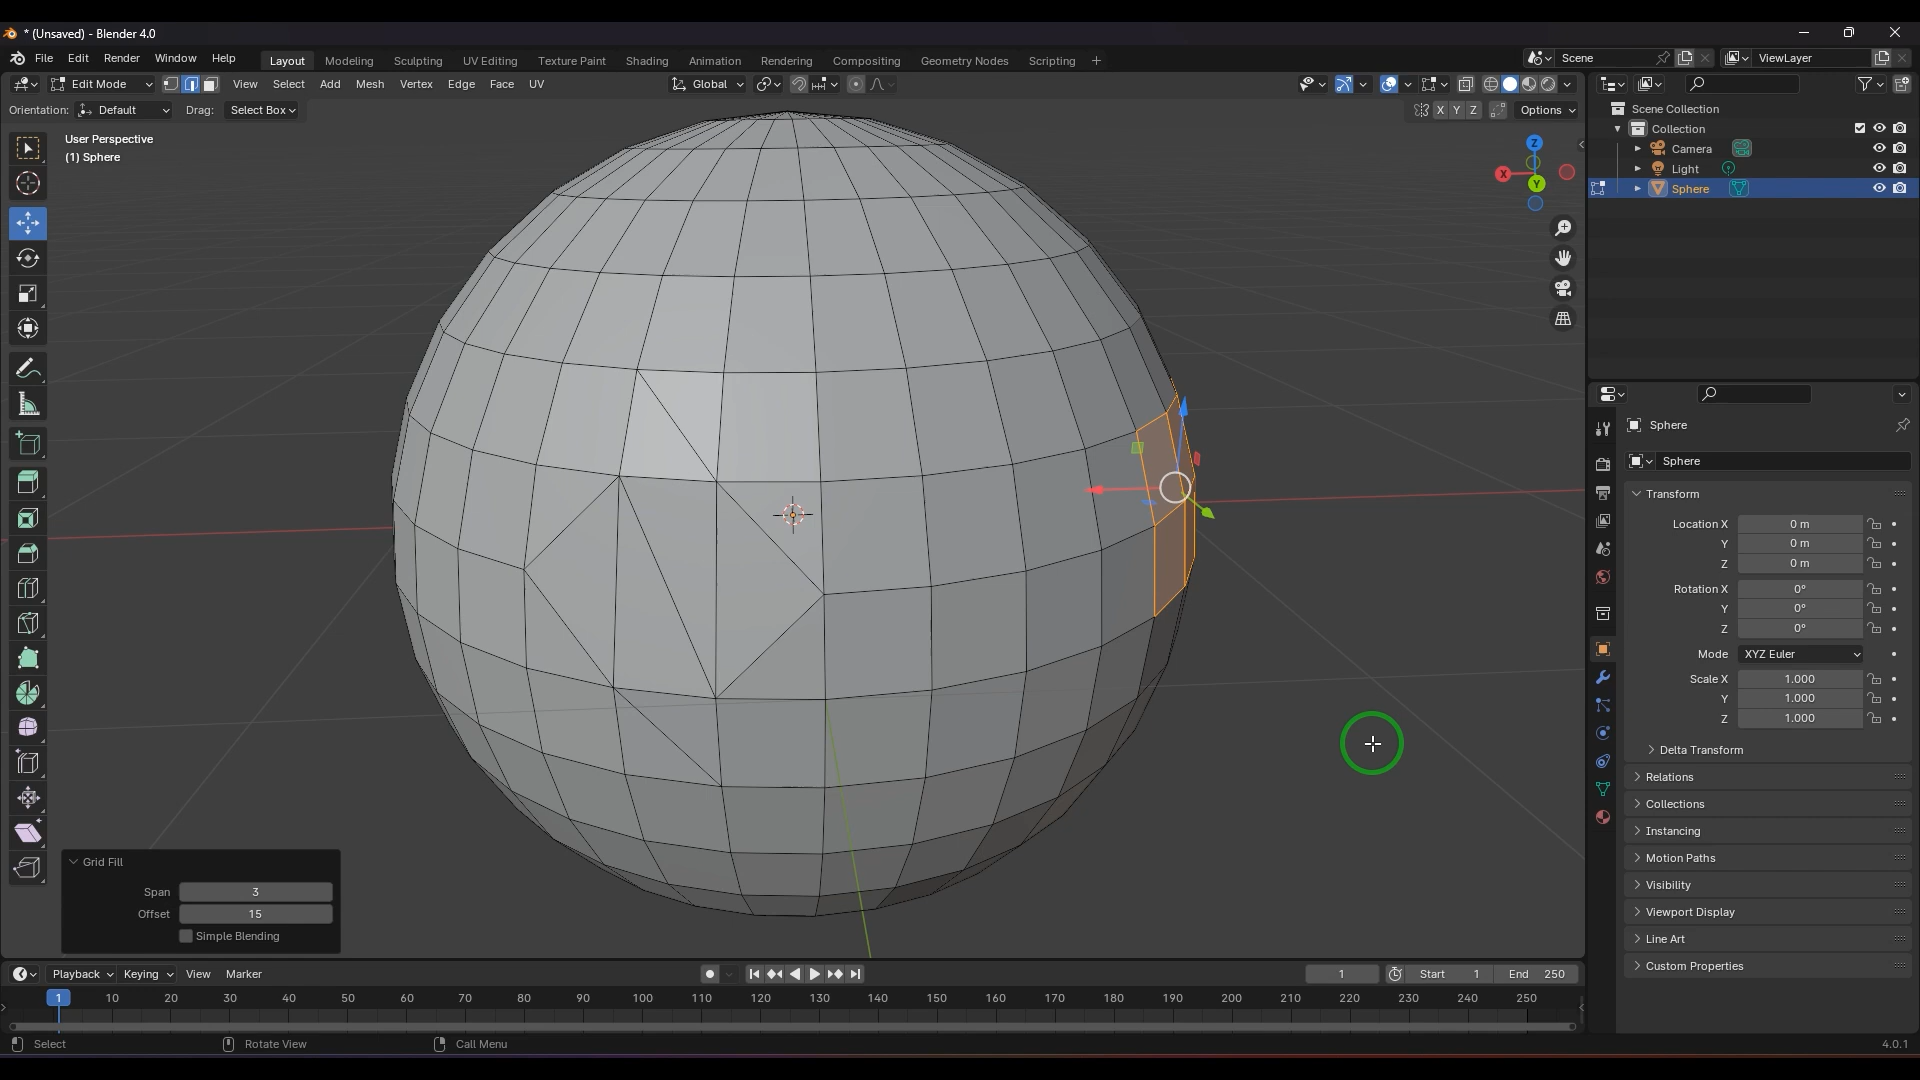 * (Unsaved) - Blender 4.0
File Edit Render Window Help Layout Modeling Sculpting UV Editing Texture Paint Shading Animation Rendering Compositing Geometry Nodes Scripting + Scene ViewLayer
Edit Mode View Select Add Mesh Vertex Edge Face UV Global
Orientation: Default Drag: Select Box X Y Z Options
User Perspective
(1) Sphere
Z
X
Y
Scene Collection
Collection
Camera
Light
Sphere
Sphere
Sphere
Transform
Location X 0 m
Y 0 m
Z 0 m
Rotation X 0°
Y 0°
Z 0°
Mode XYZ Euler
Scale X 1.000
Y 1.000
Z 1.000
Delta Transform
Relations
Collections
Instancing
Motion Paths
Visibility
Viewport Display
Line Art
Custom Properties
Grid Fill
Span 3
Offset 15
Simple Blending
Playback Keying View Marker 1 Start 1 End 250
1 10 20 30 40 50 60 70 80 90 100 110 120 130 140 150 160 170 180 190 200 210 220 230 240 250
Select Rotate View Call Menu 4.0.1